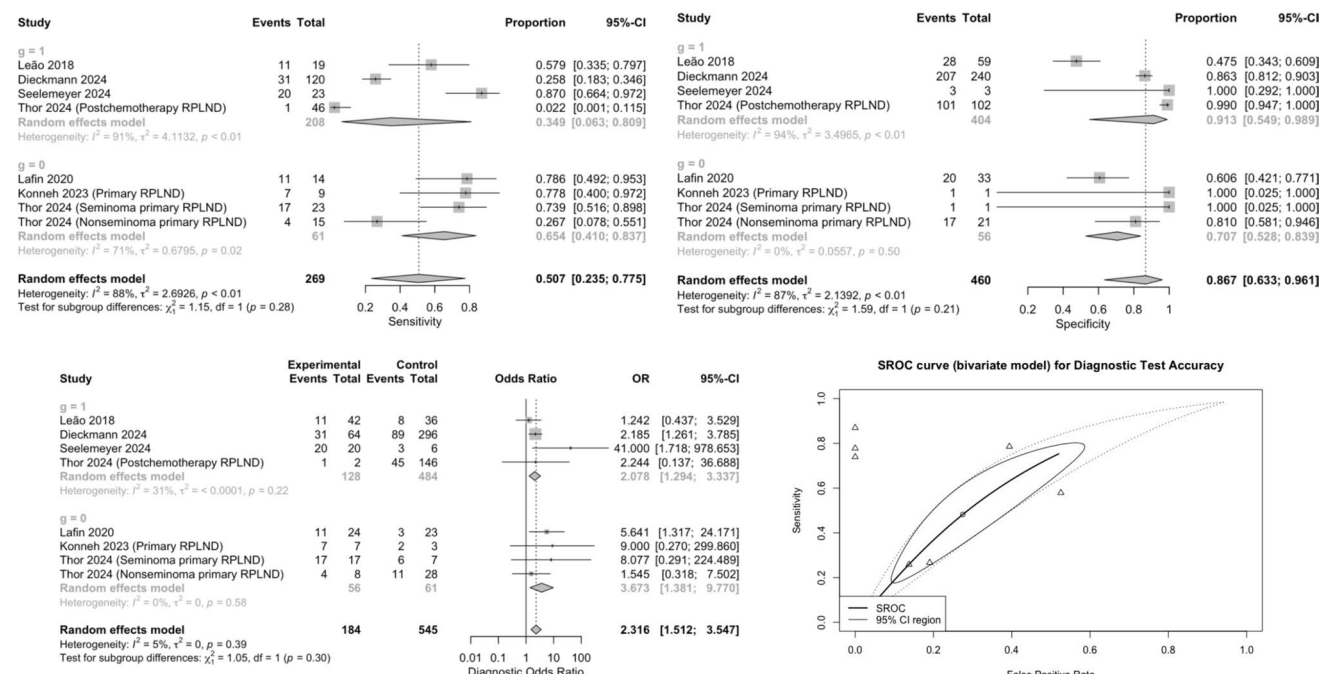 Study Events Total Proportion 95%-CI
g = 1
Leão 2018 11 19 0.579 [0.335; 0.797]
Dieckmann 2024 31 120 0.258 [0.183; 0.346]
Seelemeyer 2024 20 23 0.870 [0.664; 0.972]
Thor 2024 (Postchemotherapy RPLND) 1 46 0.022 [0.001; 0.115]
Random effects model 208 0.349 [0.063; 0.809]
Heterogeneity: I² = 91%, τ² = 4.1132, p < 0.01
g = 0
Lafin 2020 11 14 0.786 [0.492; 0.953]
Konneh 2023 (Primary RPLND) 7 9 0.778 [0.400; 0.972]
Thor 2024 (Seminoma primary RPLND) 17 23 0.739 [0.516; 0.898]
Thor 2024 (Nonseminoma primary RPLND) 4 15 0.267 [0.078; 0.551]
Random effects model 61 0.654 [0.410; 0.837]
Heterogeneity: I² = 71%, τ² = 0.6795, p = 0.02
Random effects model 269 0.507 [0.235; 0.775]
Heterogeneity: I² = 88%, τ² = 2.6926, p < 0.01
Test for subgroup differences: χ²₁ = 1.15, df = 1 (p = 0.28)
0.2 0.4 0.6 0.8
Sensitivity
Study Events Total Proportion 95%-CI
g = 1
Leão 2018 28 59 0.475 [0.343; 0.609]
Dieckmann 2024 207 240 0.863 [0.812; 0.903]
Seelemeyer 2024 3 3 1.000 [0.292; 1.000]
Thor 2024 (Postchemotherapy RPLND) 101 102 0.990 [0.947; 1.000]
Random effects model 404 0.913 [0.549; 0.989]
Heterogeneity: I² = 94%, τ² = 3.4965, p < 0.01
g = 0
Lafin 2020 20 33 0.606 [0.421; 0.771]
Konneh 2023 (Primary RPLND) 1 1 1.000 [0.025; 1.000]
Thor 2024 (Seminoma primary RPLND) 1 1 1.000 [0.025; 1.000]
Thor 2024 (Nonseminoma primary RPLND) 17 21 0.810 [0.581; 0.946]
Random effects model 56 0.707 [0.528; 0.839]
Heterogeneity: I² = 0%, τ² = 0.0557, p = 0.50
Random effects model 460 0.867 [0.633; 0.961]
Heterogeneity: I² = 87%, τ² = 2.1392, p < 0.01
Test for subgroup differences: χ²₁ = 1.59, df = 1 (p = 0.21)
0.2 0.4 0.6 0.8 1
Specificity
Experimental Control
Study Events Total Events Total Odds Ratio OR 95%-CI
g = 1
Leão 2018 11 42 8 36 1.242 [0.437; 3.529]
Dieckmann 2024 31 64 89 296 2.185 [1.261; 3.785]
Seelemeyer 2024 20 20 3 6 41.000 [1.718; 978.653]
Thor 2024 (Postchemotherapy RPLND) 1 2 45 146 2.244 [0.137; 36.688]
Random effects model 128 484 2.078 [1.294; 3.337]
Heterogeneity: I² = 31%, τ² = < 0.0001, p = 0.22
g = 0
Lafin 2020 11 24 3 23 5.641 [1.317; 24.171]
Konneh 2023 (Primary RPLND) 7 7 2 3 9.000 [0.270; 299.860]
Thor 2024 (Seminoma primary RPLND) 17 17 6 7 8.077 [0.291; 224.489]
Thor 2024 (Nonseminoma primary RPLND) 4 8 11 28 1.545 [0.318; 7.502]
Random effects model 56 61 3.673 [1.381; 9.770]
Heterogeneity: I² = 0%, τ² = 0, p = 0.58
Random effects model 184 545 2.316 [1.512; 3.547]
Heterogeneity: I² = 5%, τ² = 0, p = 0.39
Test for subgroup differences: χ²₁ = 1.05, df = 1 (p = 0.30)
0.01 0.1 1 10 100
Diagnostic Odds Ratio
SROC curve (bivariate model) for Diagnostic Test Accuracy
1.0
0.8
0.6
0.4
0.2
0.0
Sensitivity
SROC
95% CI region
0.0 0.2 0.4 0.6 0.8 1.0
False Positive Rate